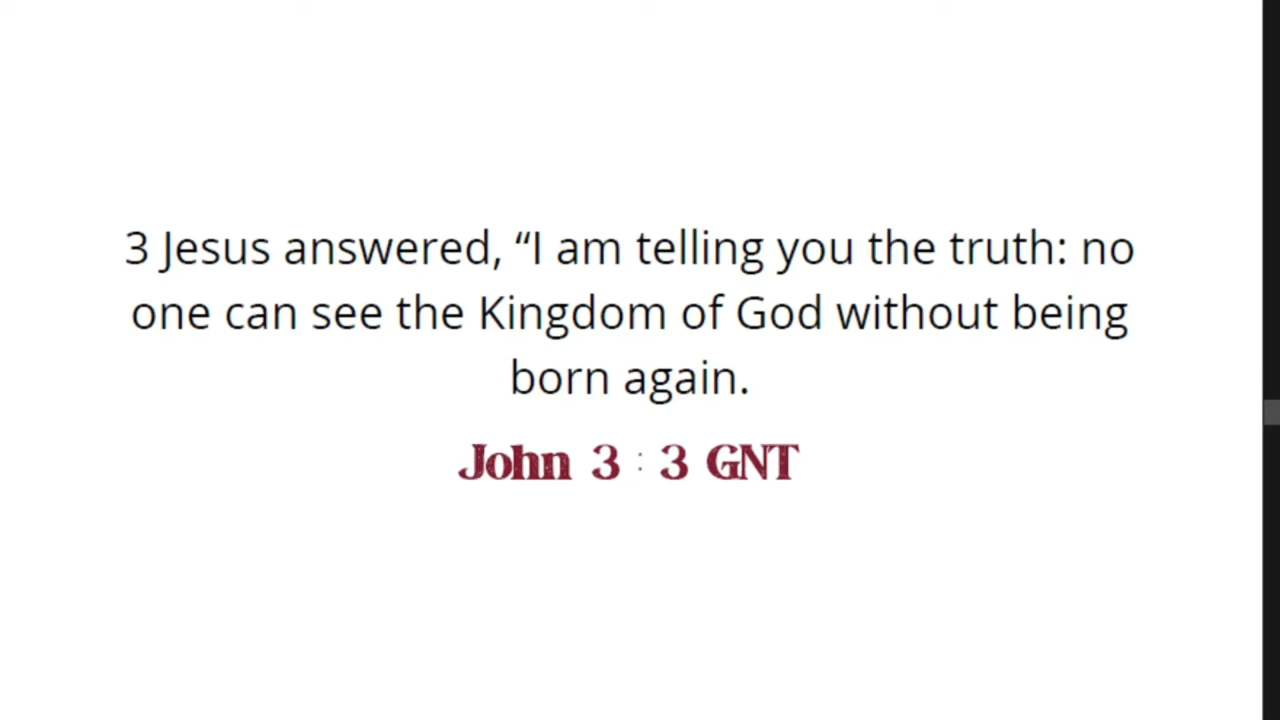 3 Jesus answered, “I am telling you the truth: no
one can see the Kingdom of God without being
born again.
John 3 : 3 GNT